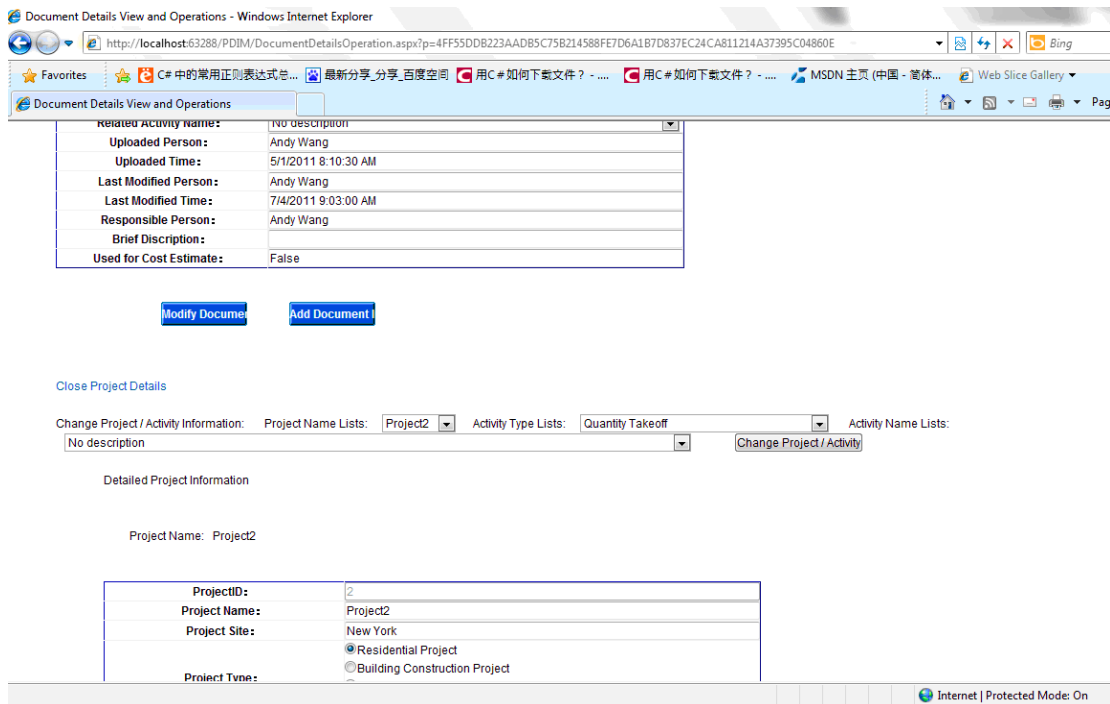 Document Details View and Operations - Windows Internet Explorer
http://localhost:63288/PDIM/DocumentDetailsOperation.aspx?p=4FF55DDB223AADB5C75B214588FE7D6A1B7D837EC24CA811214A37395C04860E
Bing
Favorites C# 中的常用正则表达式总... 最新分享_分享_百度空间 用C#如何下载文件？ - .... 用C#如何下载文件？ - .... MSDN 主页 (中国 - 简体... Web Slice Gallery
Document Details View and Operations Pag
Related Activity Name: No description
Uploaded Person: Andy Wang
Uploaded Time: 5/1/2011 8:10:30 AM
Last Modified Person: Andy Wang
Last Modified Time: 7/4/2011 9:03:00 AM
Responsible Person: Andy Wang
Brief Discription:
Used for Cost Estimate: False
Modify Documen Add Document I
Close Project Details
Change Project / Activity Information: Project Name Lists: Project2 Activity Type Lists: Quantity Takeoff Activity Name Lists:
No description Change Project / Activity
Detailed Project Information
Project Name: Project2
ProjectID: 2
Project Name: Project2
Project Site: New York
Residential Project
Building Construction Project
Project Type:
Internet | Protected Mode: On